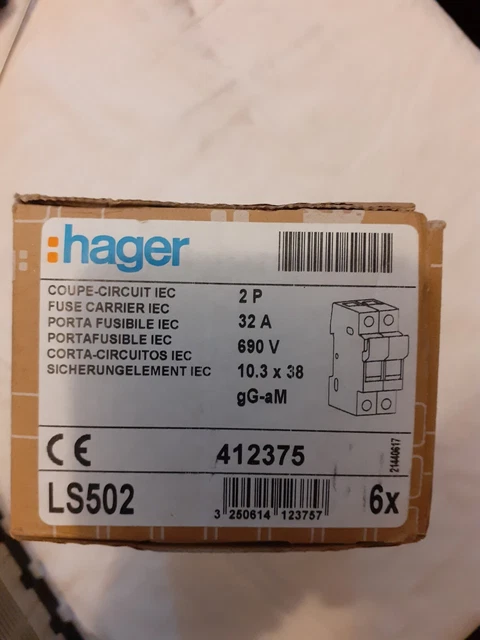 :hager
COUPE-CIRCUIT IEC
FUSE CARRIER IEC
PORTA FUSIBILE IEC
PORTAFUSIBLE IEC
CORTA-CIRCUITOS IEC
SICHERUNGELEMENT IEC
2 P
32 A
690 V
10.3 x 38
gG-aM
CE
412375
21440617
LS502
3 250614 123757
6x